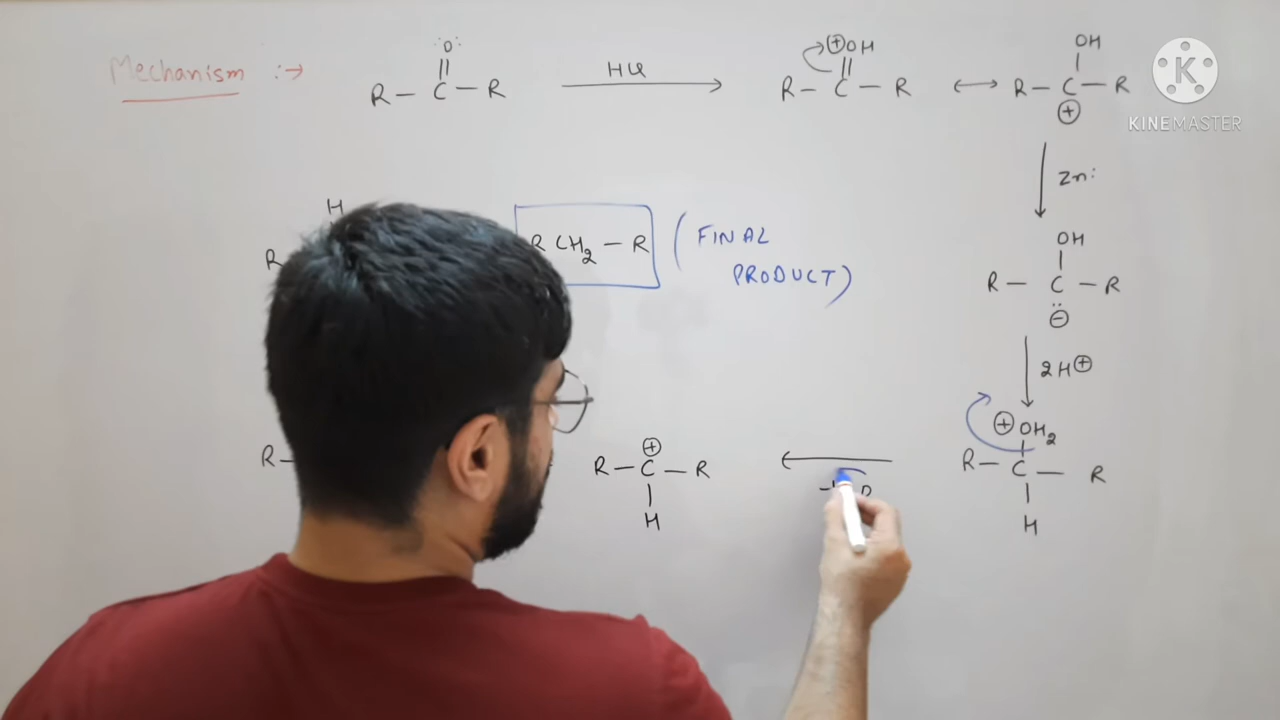 Mechanism :→
:O:
||
R — C — R
HCl
⊕OH
||
R — C — R
↔
OH
|
R — C — R
⊕
K
KINEMASTER
Zn:
OH
|
R — C — R
..
⊖
2H⊕
⊕OH2
|
R — C — R
|
H
⊕
R — C — R
|
H
R —
H
R
R CH2 — R
(FINAL
PRODUCT)